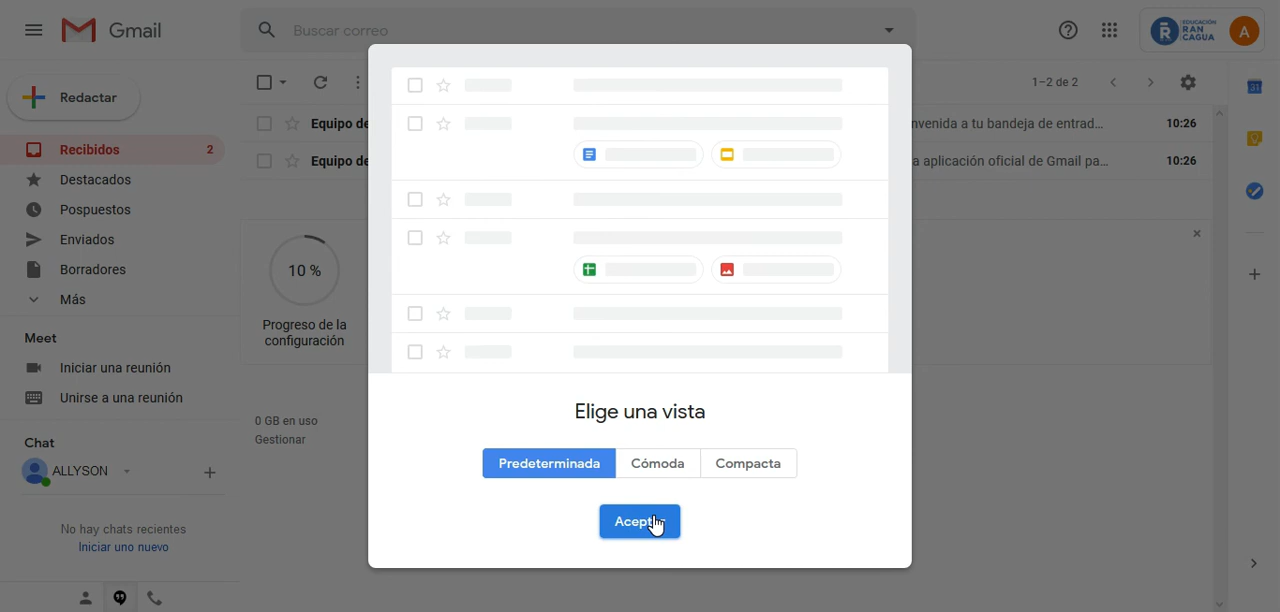 Gmail
Buscar correo
EDUCACIÓN
RAN
CAGUA
A
Redactar
1–2 de 2
31
Recibidos 2
Equipo de
nvenida a tu bandeja de entrad...
10:26
Equipo de
a aplicación oficial de Gmail pa...
10:26
Destacados
Pospuestos
Enviados
Borradores
Más
10 %
Progreso de la
configuración
Meet
Iniciar una reunión
Unirse a una reunión
0 GB en uso
Gestionar
Chat
ALLYSON
No hay chats recientes
Iniciar uno nuevo
Elige una vista
Predeterminada
Cómoda
Compacta
Aceptar